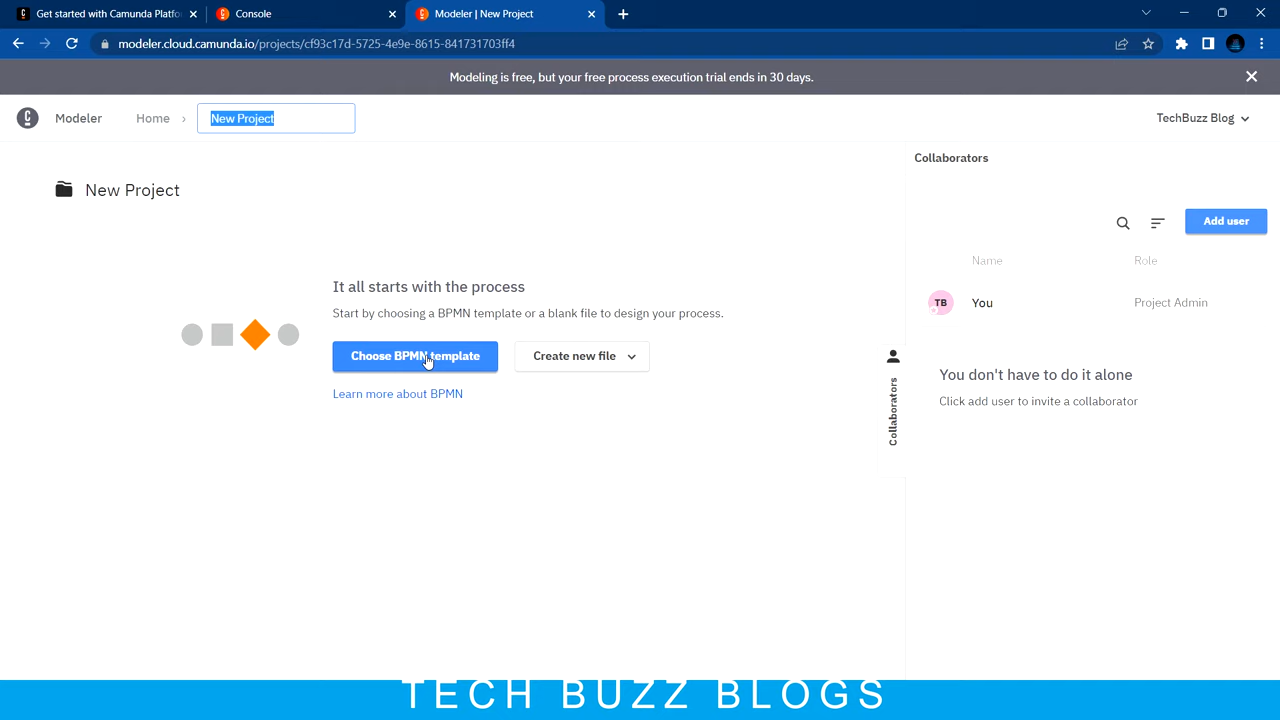 Get started with Camunda Platfo
Console
Modeler | New Project
modeler.cloud.camunda.io/projects/cf93c17d-5725-4e9e-8615-841731703ff4
Modeling is free, but your free process execution trial ends in 30 days.
Modeler
Home
New Project
TechBuzz Blog
Collaborators
New Project
Add user
Name
Role
TB
You
Project Admin
It all starts with the process
Start by choosing a BPMN template or a blank file to design your process.
Choose BPMN template
Create new file
Learn more about BPMN
Collaborators
You don't have to do it alone
Click add user to invite a collaborator
TECH BUZZ BLOGS